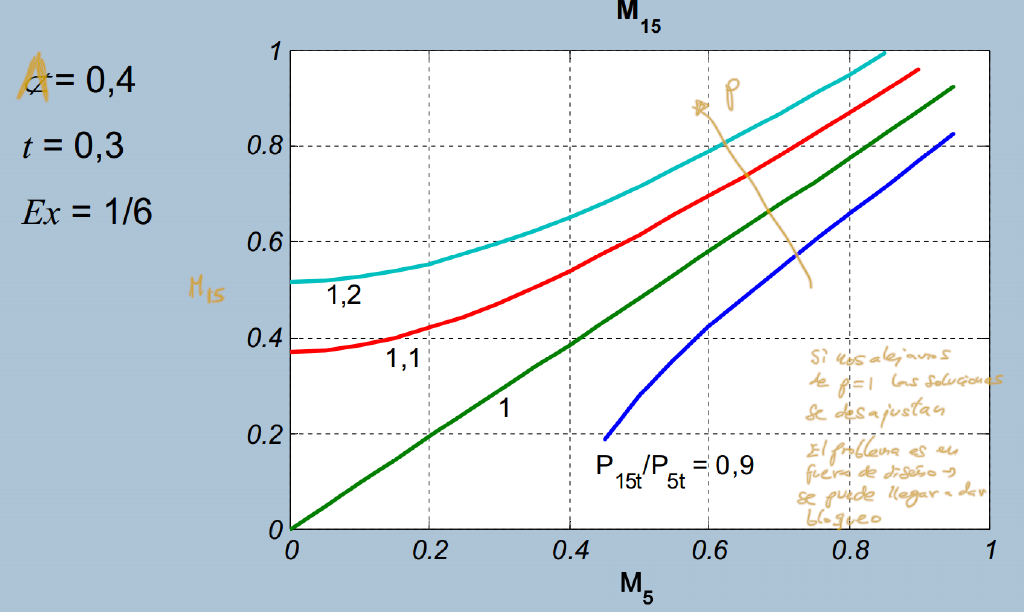 M15
A = 0,4
t = 0,3
Ex = 1/6
1
0.8
0.6
0.4
0.2
0
M15
P
1,2
1,1
1
P15t/P5t = 0,9
Si nos alejamos
de p=1 las soluciones
se desajustan
El problema es en
fuera de diseño →
se puede llegar a dar
bloqueo
0 0.2 0.4 0.6 0.8 1
M5